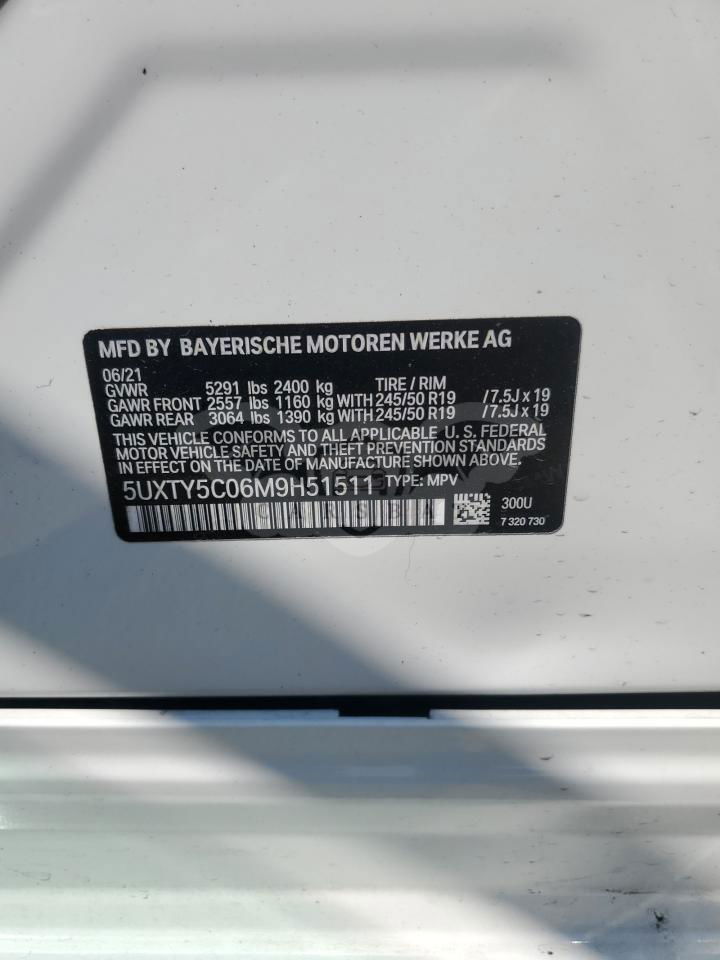 MFD BY BAYERISCHE MOTOREN WERKE AG
06/21
GVWR 5291 lbs 2400 kg TIRE / RIM
GAWR FRONT 2557 lbs 1160 kg WITH 245/50 R19 / 7.5J x 19
GAWR REAR 3064 lbs 1390 kg WITH 245/50 R19 / 7.5J x 19
THIS VEHICLE CONFORMS TO ALL APPLICABLE U. S. FEDERAL
MOTOR VEHICLE SAFETY AND THEFT PREVENTION STANDARDS
IN EFFECT ON THE DATE OF MANUFACTURE SHOWN ABOVE.
5UXTY5C06M9H51511 TYPE: MPV
300U
7 320 730